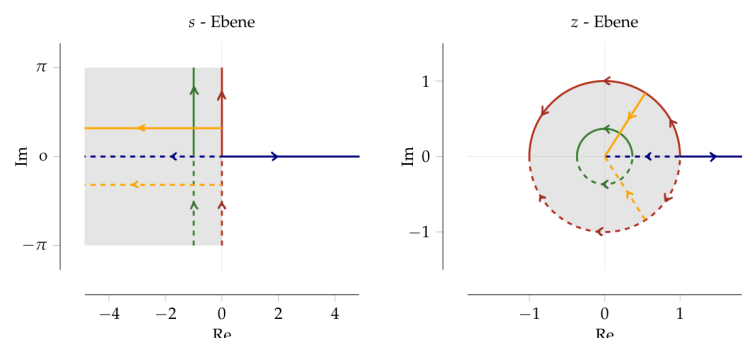 s - Ebene
π
Im
0
−π
−4 −2 0 2 4
Re
z - Ebene
1
Im
0
−1
−1 0 1
Re